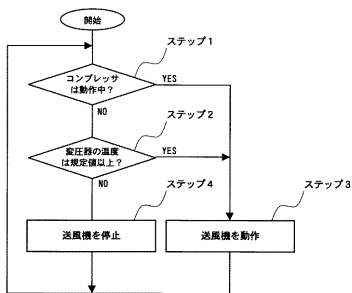 開始
ステップ1
コンプレッサ
は動作中？
YES
NO
ステップ2
変圧器の温度
は規定値以上？
YES
NO
ステップ4
ステップ3
送風機を停止
送風機を動作